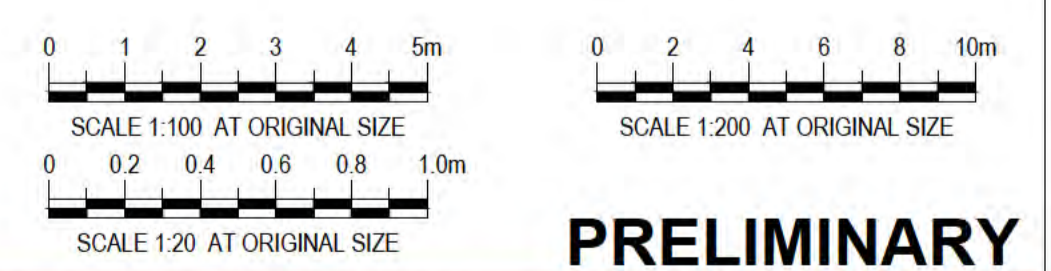 0 1 2 3 4 5m
SCALE 1:100 AT ORIGINAL SIZE
0 2 4 6 8 10m
SCALE 1:200 AT ORIGINAL SIZE
0 0.2 0.4 0.6 0.8 1.0m
SCALE 1:20 AT ORIGINAL SIZE
PRELIMINARY